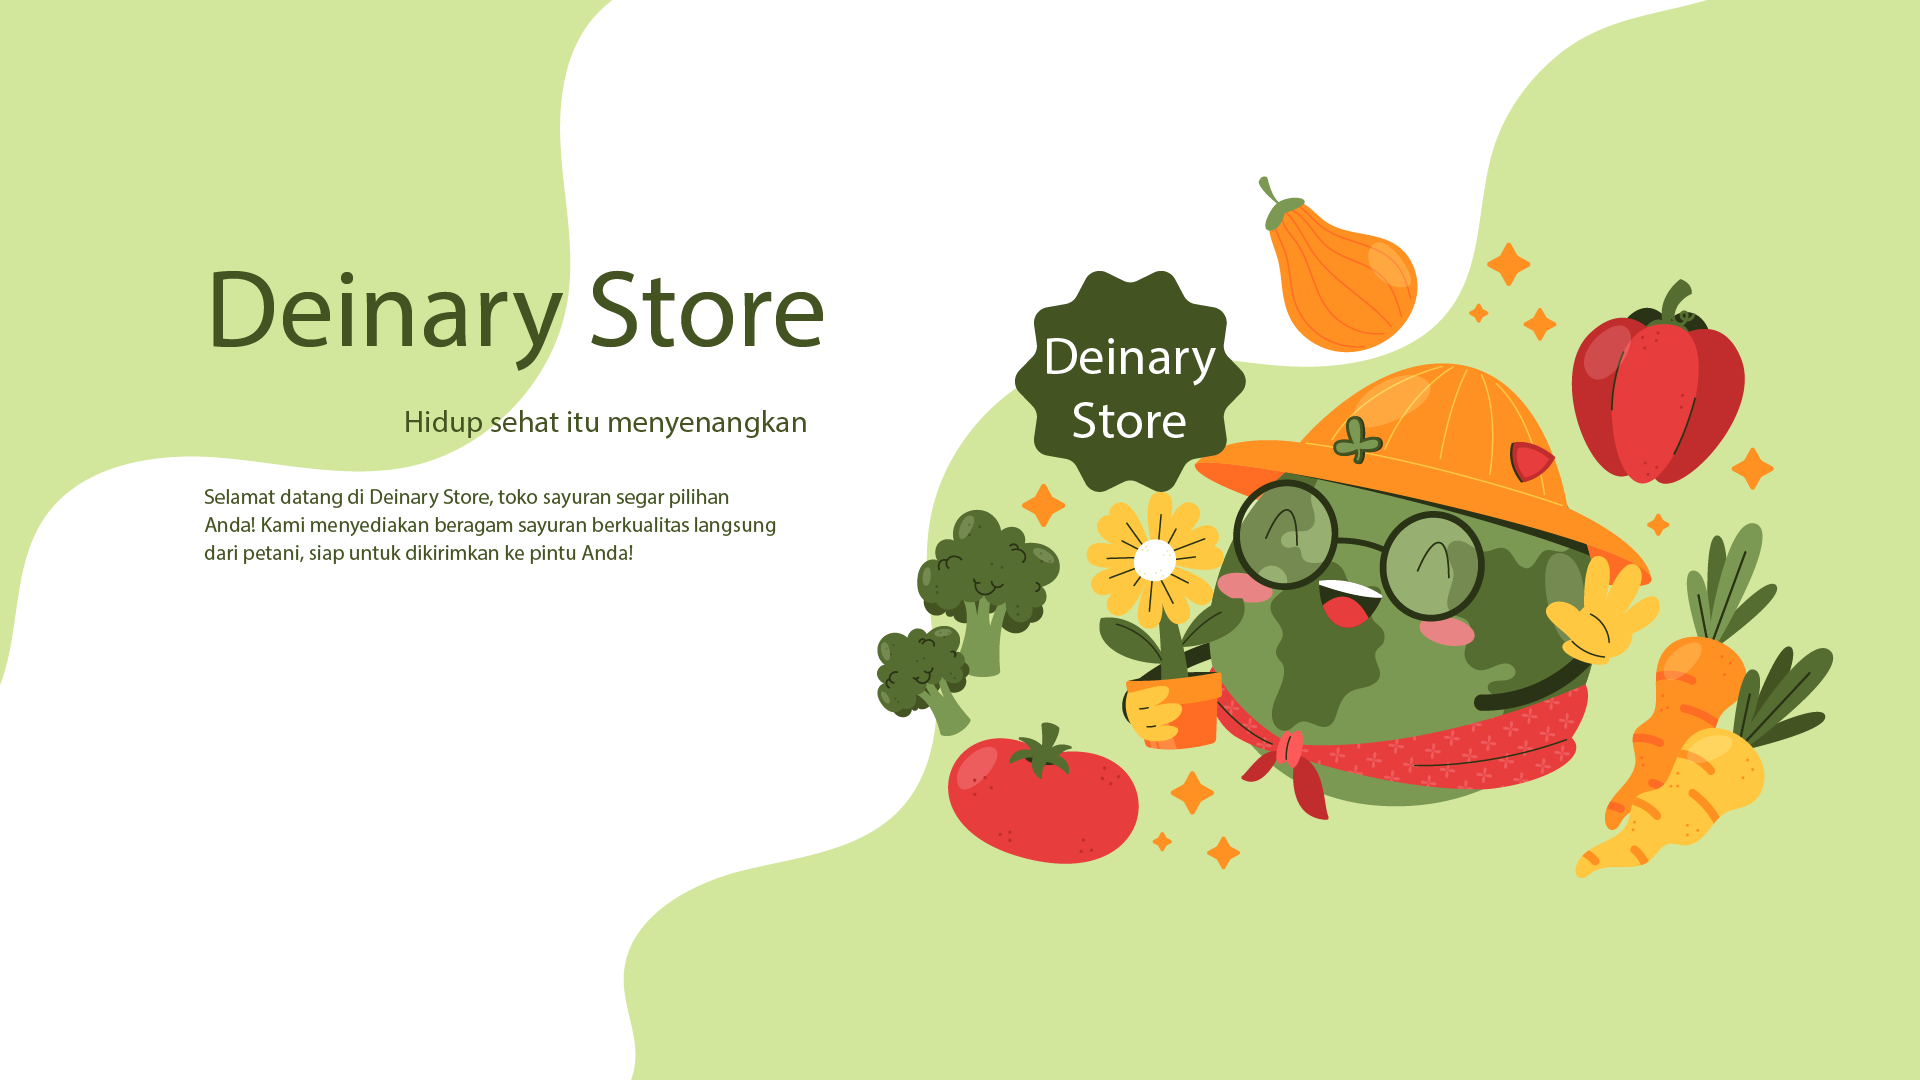 Deinary Store
Hidup sehat itu menyenangkan
Selamat datang di Deinary Store, toko sayuran segar pilihan
Anda! Kami menyediakan beragam sayuran berkualitas langsung
dari petani, siap untuk dikirimkan ke pintu Anda!
Deinary
Store